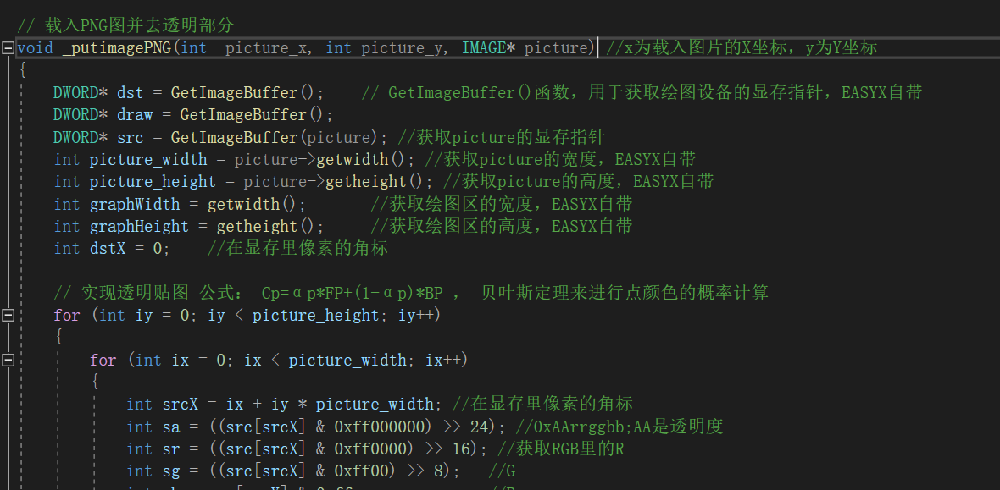 // 载入PNG图并去透明部分
void _putimagePNG(int  picture_x, int picture_y, IMAGE* picture) //x为载入图片的X坐标，y为Y坐标
{
    DWORD* dst = GetImageBuffer();    // GetImageBuffer()函数，用于获取绘图设备的显存指针，EASYX自带
    DWORD* draw = GetImageBuffer();
    DWORD* src = GetImageBuffer(picture); //获取picture的显存指针
    int picture_width = picture->getwidth(); //获取picture的宽度，EASYX自带
    int picture_height = picture->getheight(); //获取picture的高度，EASYX自带
    int graphWidth = getwidth();       //获取绘图区的宽度，EASYX自带
    int graphHeight = getheight();     //获取绘图区的高度，EASYX自带
    int dstX = 0;    //在显存里像素的角标
    // 实现透明贴图 公式： Cp=αp*FP+(1-αp)*BP ， 贝叶斯定理来进行点颜色的概率计算
    for (int iy = 0; iy < picture_height; iy++)
    {
        for (int ix = 0; ix < picture_width; ix++)
        {
            int srcX = ix + iy * picture_width; //在显存里像素的角标
            int sa = ((src[srcX] & 0xff000000) >> 24); //0xAArrggbb;AA是透明度
            int sr = ((src[srcX] & 0xff0000) >> 16); //获取RGB里的R
            int sg = ((src[srcX] & 0xff00) >> 8);   //G